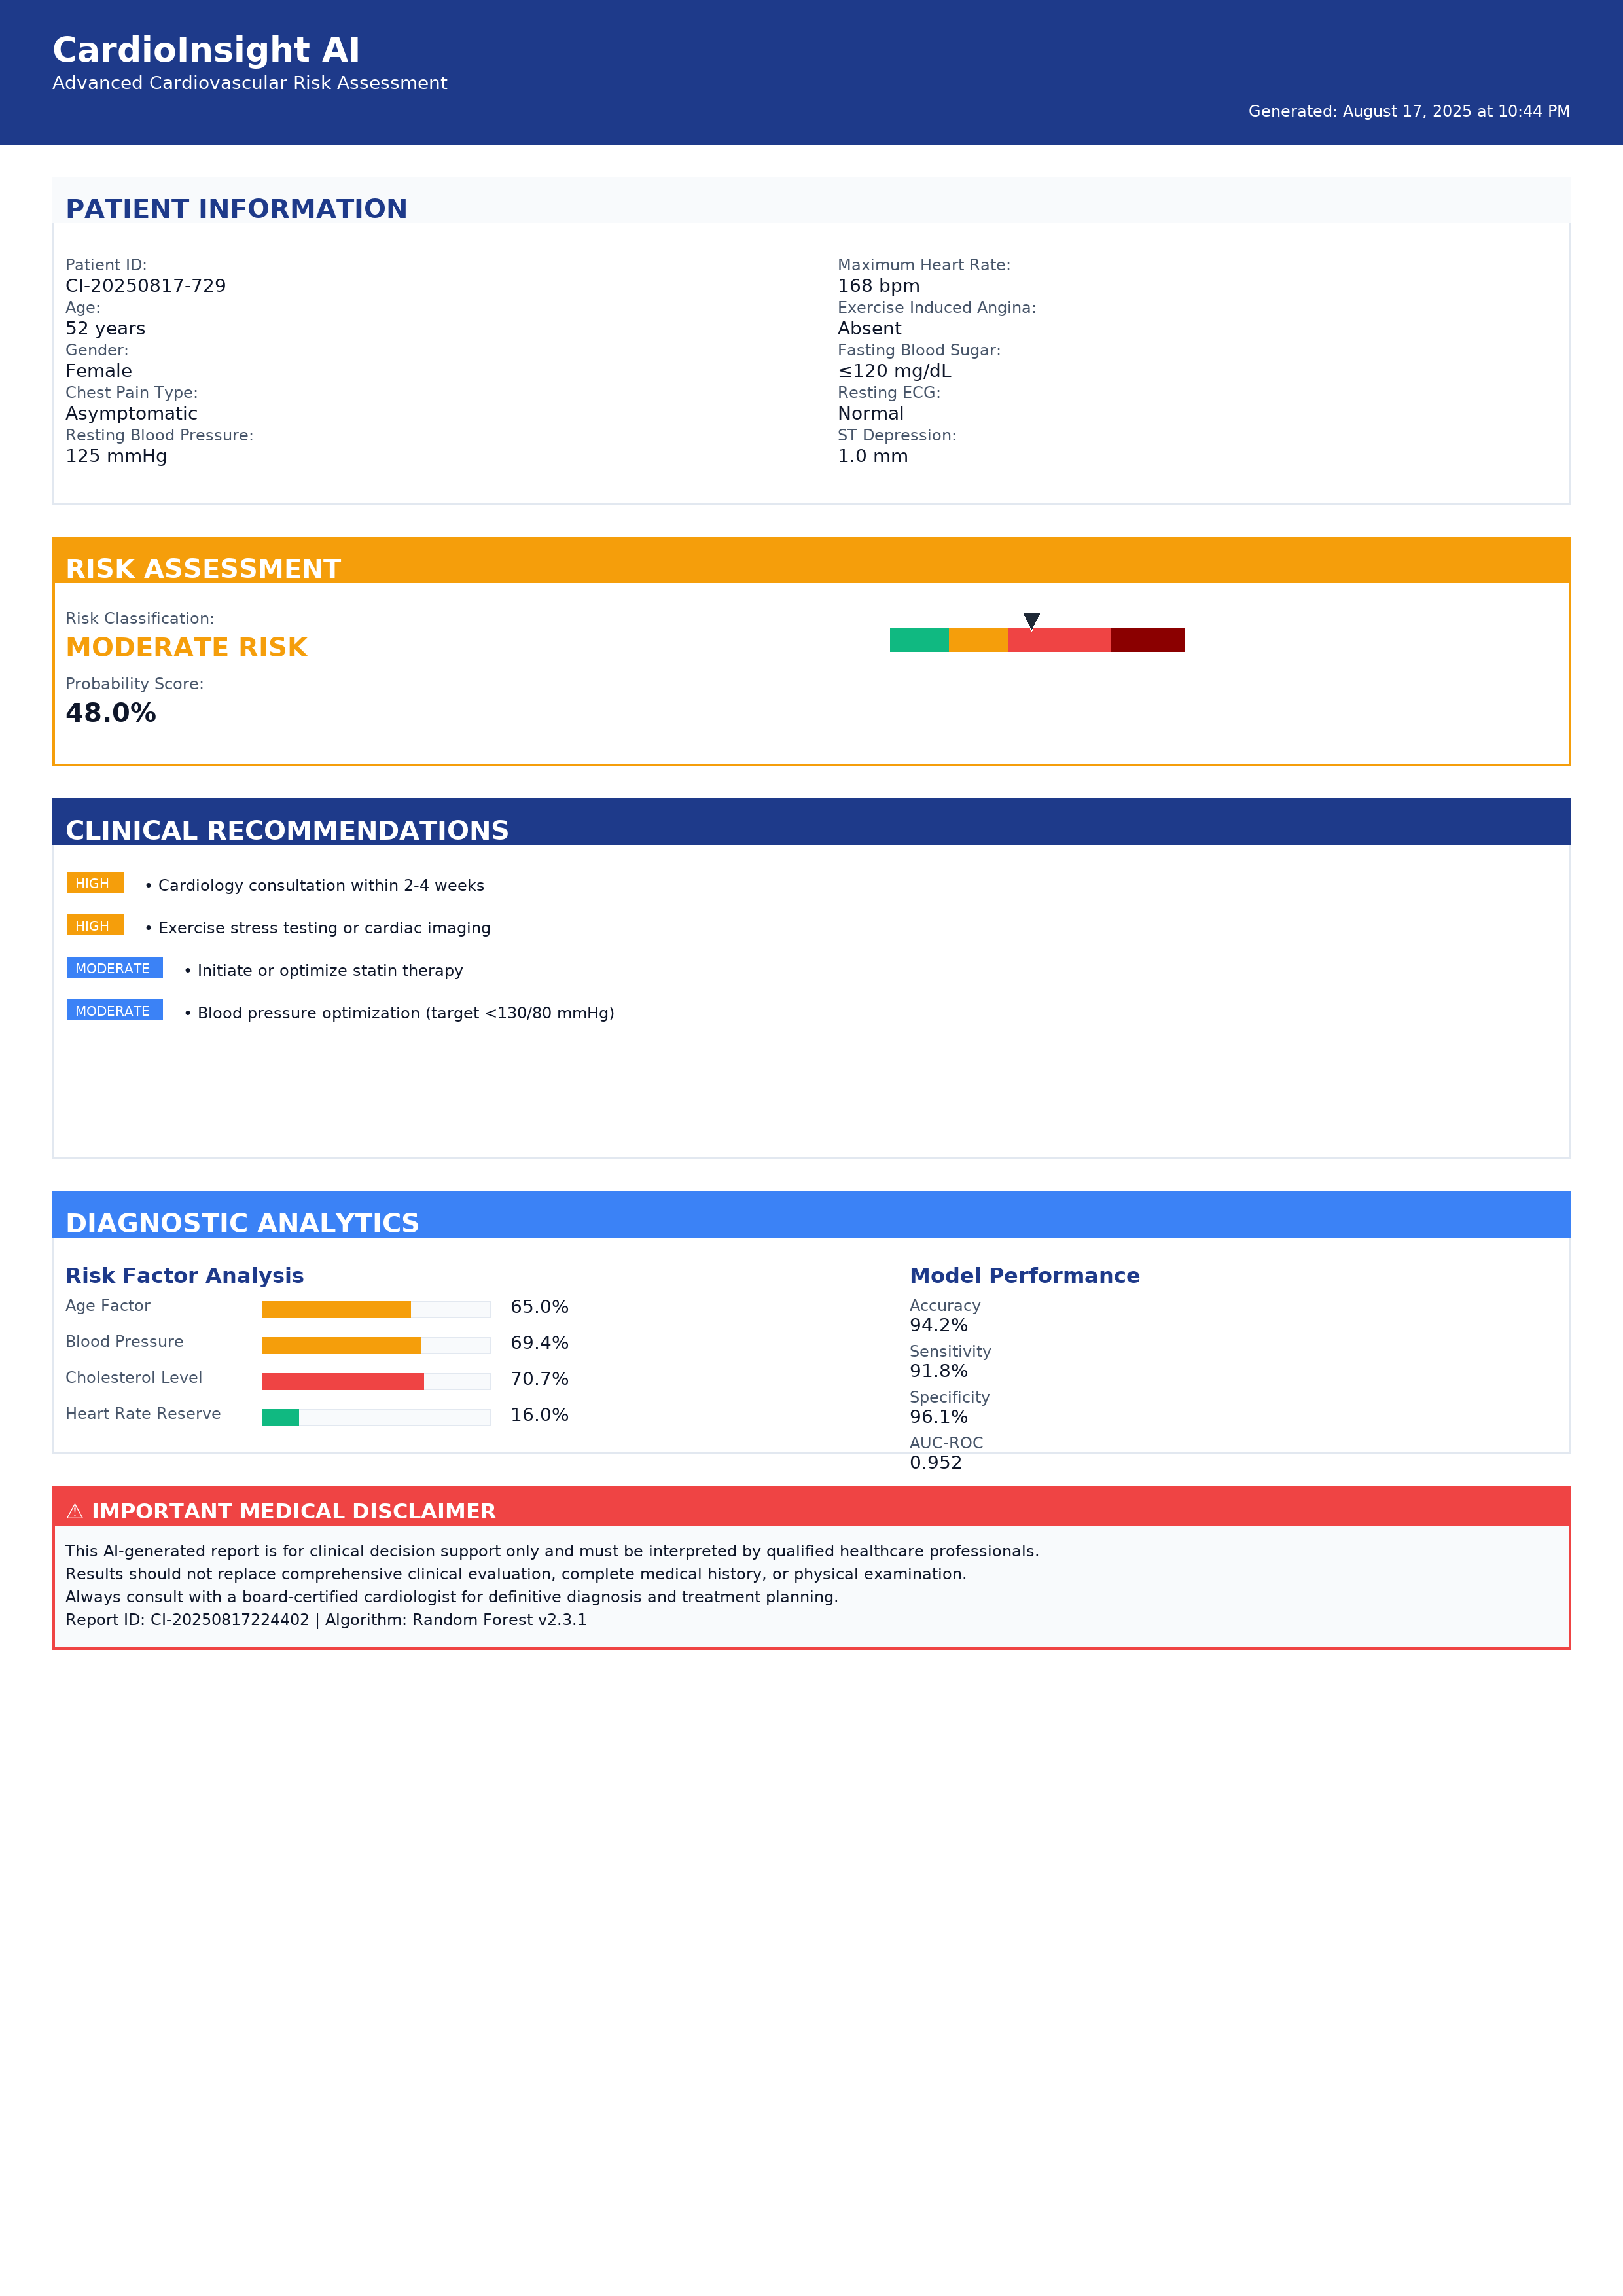 CardioInsight AI
Advanced Cardiovascular Risk Assessment
Generated: August 17, 2025 at 10:44 PM
PATIENT INFORMATION
Patient ID:
CI-20250817-729
Age:
52 years
Gender:
Female
Chest Pain Type:
Asymptomatic
Resting Blood Pressure:
125 mmHg
Maximum Heart Rate:
168 bpm
Exercise Induced Angina:
Absent
Fasting Blood Sugar:
≤120 mg/dL
Resting ECG:
Normal
ST Depression:
1.0 mm
RISK ASSESSMENT
Risk Classification:
MODERATE RISK
Probability Score:
48.0%
CLINICAL RECOMMENDATIONS
HIGH • Cardiology consultation within 2-4 weeks
HIGH • Exercise stress testing or cardiac imaging
MODERATE • Initiate or optimize statin therapy
MODERATE • Blood pressure optimization (target <130/80 mmHg)
DIAGNOSTIC ANALYTICS
Risk Factor Analysis
Age Factor 65.0%
Blood Pressure 69.4%
Cholesterol Level 70.7%
Heart Rate Reserve 16.0%
Model Performance
Accuracy
94.2%
Sensitivity
91.8%
Specificity
96.1%
AUC-ROC
0.952
⚠ IMPORTANT MEDICAL DISCLAIMER
This AI-generated report is for clinical decision support only and must be interpreted by qualified healthcare professionals.
Results should not replace comprehensive clinical evaluation, complete medical history, or physical examination.
Always consult with a board-certified cardiologist for definitive diagnosis and treatment planning.
Report ID: CI-20250817224402 | Algorithm: Random Forest v2.3.1